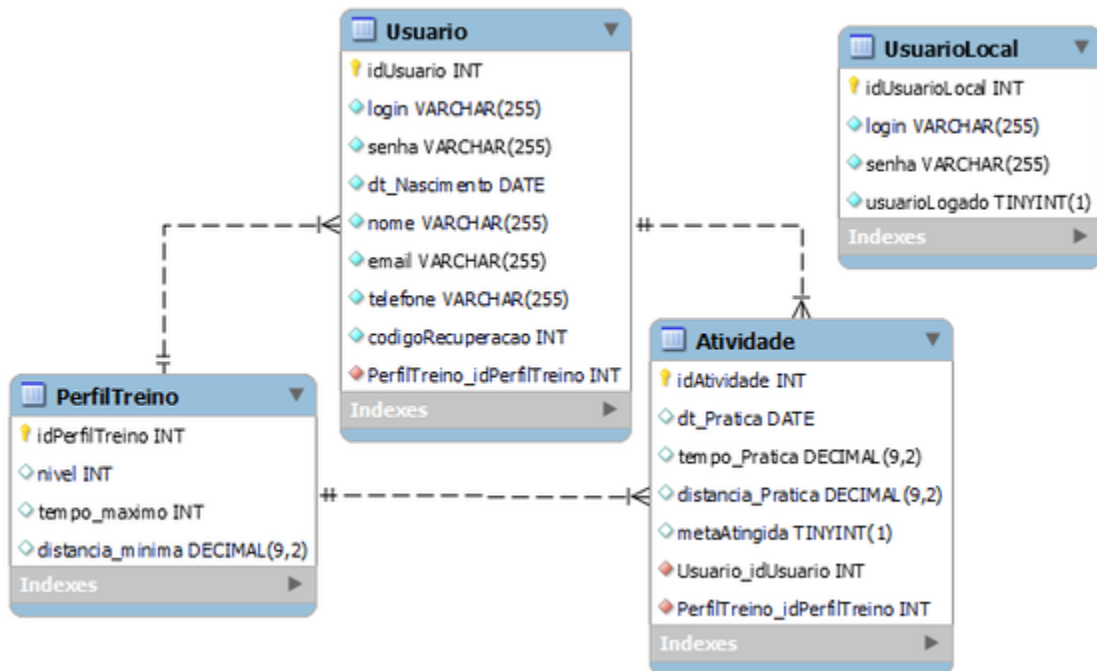 Usuario
idUsuario INT
login VARCHAR(255)
senha VARCHAR(255)
dt_Nascimento DATE
nome VARCHAR(255)
email VARCHAR(255)
telefone VARCHAR(255)
codigoRecuperacao INT
PerfilTreino_idPerfilTreino INT
Indexes
UsuarioLocal
idUsuarioLocal INT
login VARCHAR(255)
senha VARCHAR(255)
usuarioLogado TINYINT(1)
Indexes
PerfilTreino
idPerfilTreino INT
nivel INT
tempo_maximo INT
distancia_minima DECIMAL(9,2)
Indexes
Atividade
idAtividade INT
dt_Pratica DATE
tempo_Pratica DECIMAL(9,2)
distancia_Pratica DECIMAL(9,2)
metaAtingida TINYINT(1)
Usuario_idUsuario INT
PerfilTreino_idPerfilTreino INT
Indexes